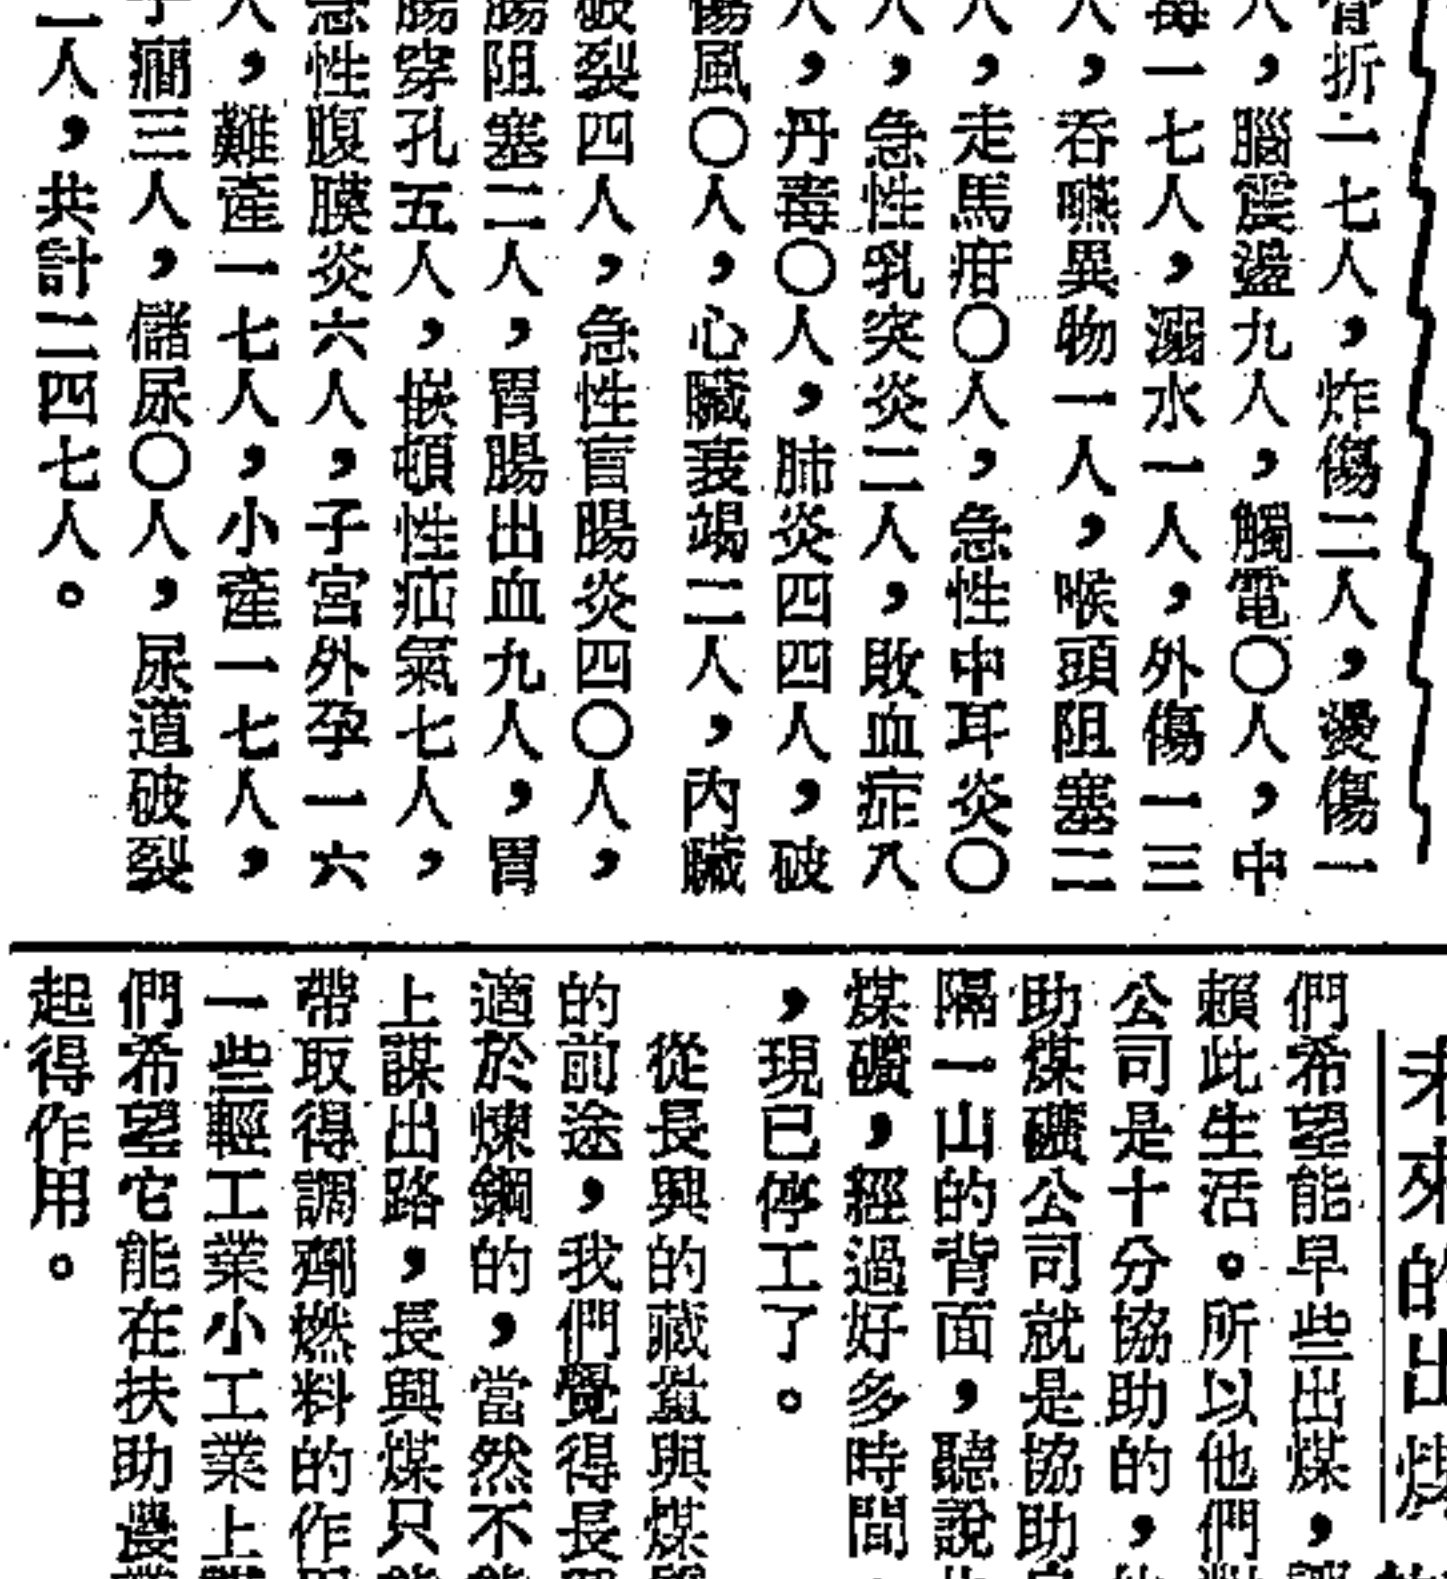 骨折一七人，炸傷二人，燙傷一
人，腦震盪九人，觸電〇人，中
毒一七人，溺水一人，外傷一三
人，吞嚥異物一人，喉頭阻塞二
人，走馬疳〇人，急性中耳炎〇
人，急性乳突炎二人，敗血症八
人，丹毒〇人，肺炎四四人，破
傷風〇人，心臟衰竭二人，內臟
破裂四人，急性盲腸炎四〇人，
腸阻塞二人，胃腸出血九人，胃
腸穿孔五人，嵌頓性疝氣七人，
急性腹膜炎六人，子宮外孕一六
人，難產一七人，小產一七人，
子癇三人，儲尿〇人，尿道破裂
二人，共計二四七人。
未來的出煤
們希望能早些出煤，
賴此生活。所以他們
公司是十分協助的，
助煤礦公司就是協助
隔一山的背面，聽說
煤礦，經過好多時間
，現已停工了。
從長興的藏量與煤
的前途，我們覺得長
適於煉鋼的，當然不
上謀出路，長興煤只
帶取得調劑燃料的作
一些輕工業小工業上
們希望它能在扶助農
起得作用。